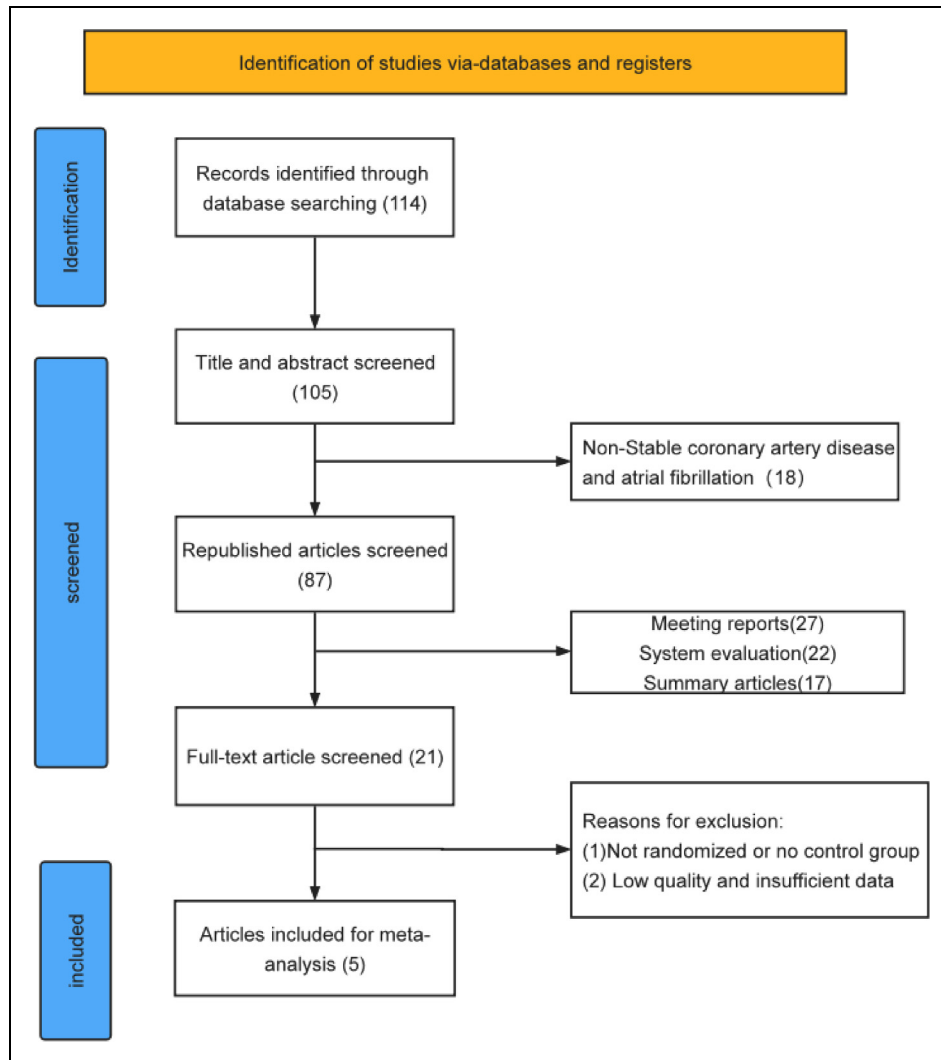 Identification of studies via-databases and registers
Identification
Records identified through
database searching (114)
screened
Title and abstract screened
(105)
Non-Stable coronary artery disease
and atrial fibrillation (18)
Republished articles screened
(87)
Meeting reports(27)
System evaluation(22)
Summary articles(17)
Full-text article screened (21)
Reasons for exclusion:
(1)Not randomized or no control group
(2) Low quality and insufficient data
included
Articles included for meta-
analysis (5)